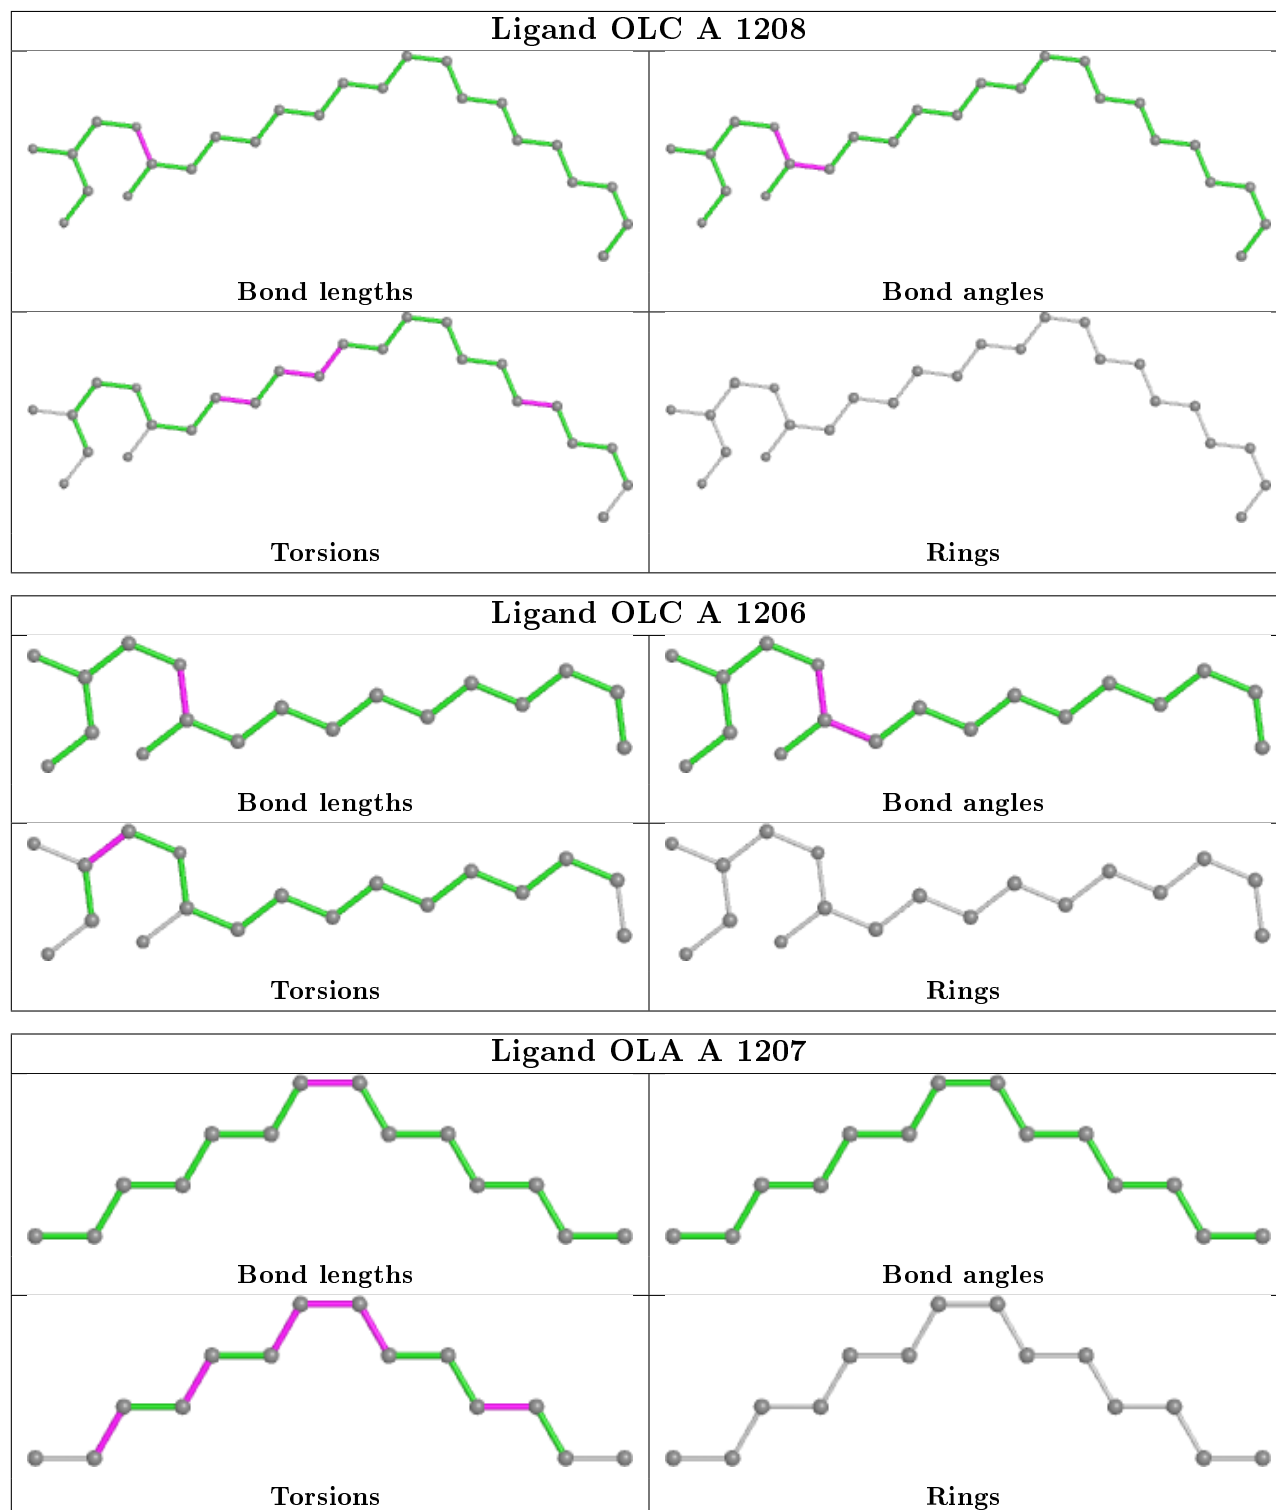 Ligand OLC A 1208
Bond lengths
Bond angles
Torsions
Rings
Ligand OLC A 1206
Bond lengths
Bond angles
Torsions
Rings
Ligand OLA A 1207
Bond lengths
Bond angles
Torsions
Rings